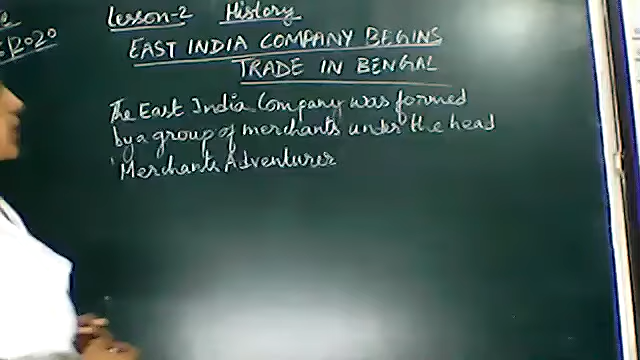 Lesson-2 History
EAST INDIA COMPANY BEGINS
TRADE IN BENGAL
The East India Company was formed
by a group of merchants under the head
'Merchants Adventurer